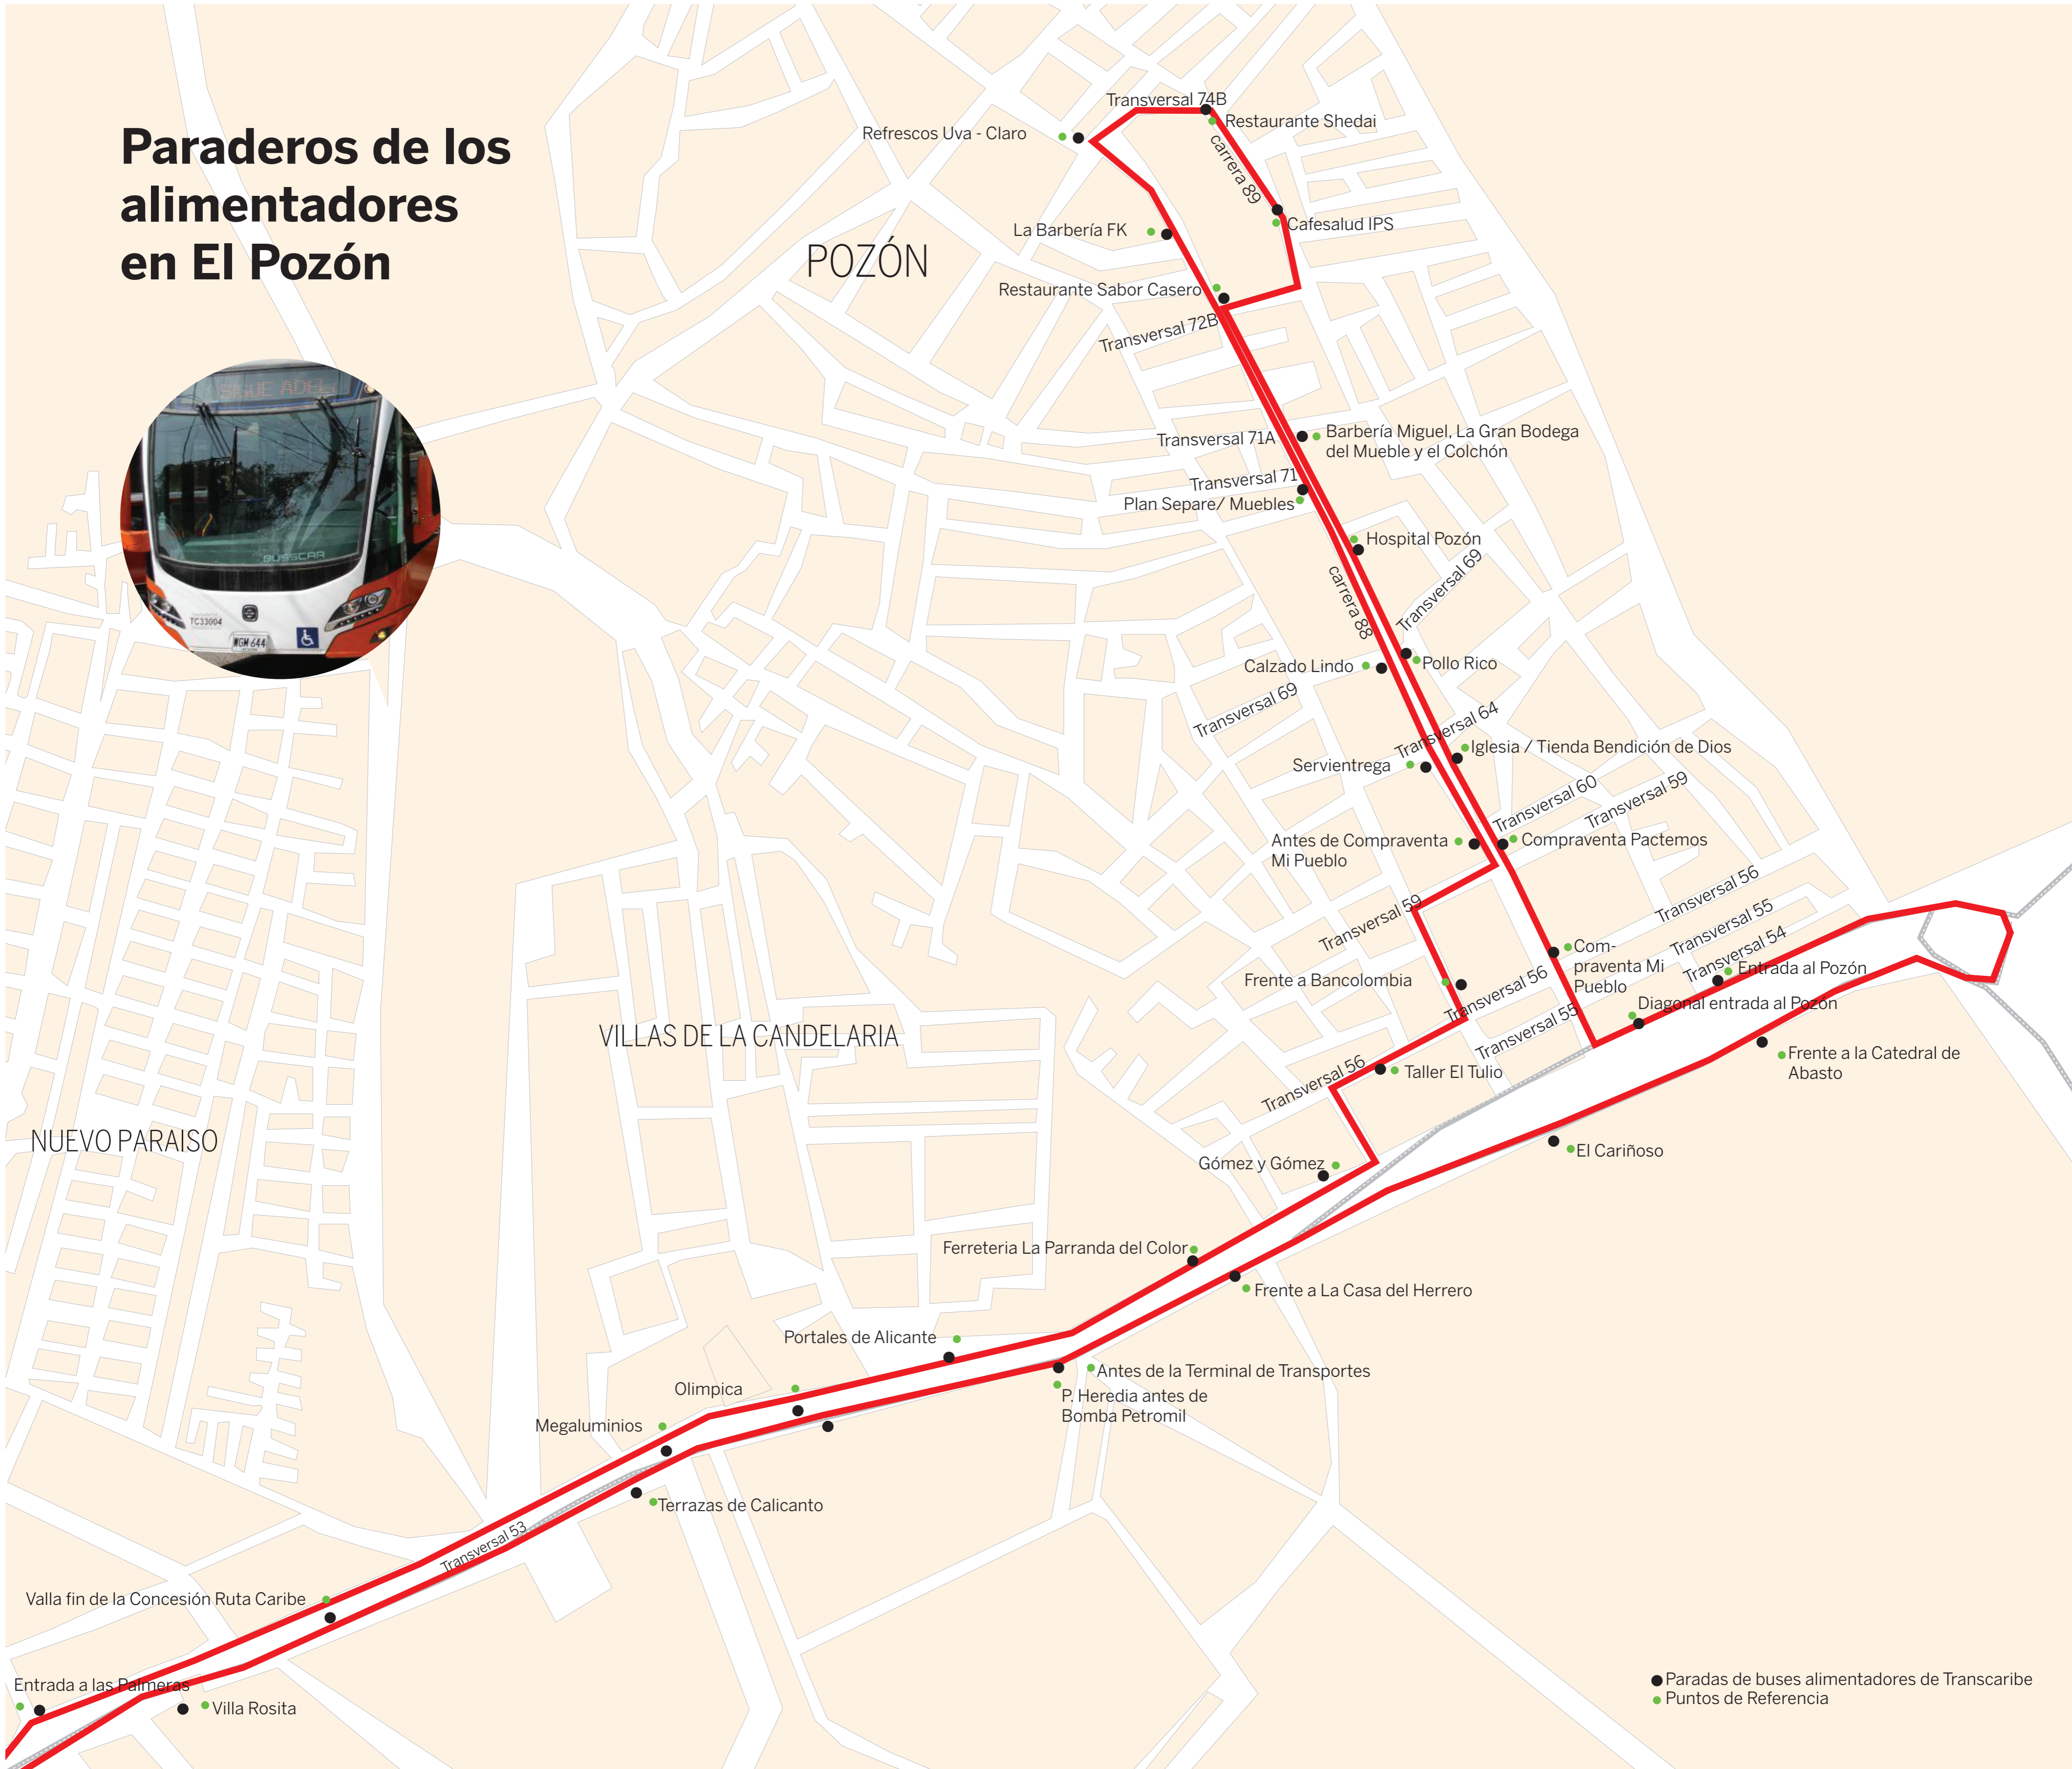 Paraderos de los
alimentadores
en El Pozón
Transversal 74B
Refrescos Uva - Claro
Restaurante Shedai
carrera 89
La Barbería FK
Cafesalud IPS
POZÓN
Restaurante Sabor Casero
Transversal 72B
SIGUE ADEL
BUSSCAR
TC33004
WGM 644
Transversal 71A
Barbería Miguel, La Gran Bodega
del Mueble y el Colchón
Transversal 71
Plan Separe/ Muebles
Hospital Pozón
Transversal 69
carrera 88
Calzado Lindo
Pollo Rico
Transversal 69
Transversal 64
Iglesia / Tienda Bendición de Dios
Servientrega
Transversal 60
Transversal 59
Antes de Compraventa
Mi Pueblo
Compraventa Pactemos
Transversal 59
Transversal 56
Transversal 55
Transversal 54
Com-
praventa Mi
Pueblo
Entrada al Pozón
Frente a Bancolombia
Transversal 56
Diagonal entrada al Pozón
Transversal 55
VILLAS DE LA CANDELARIA
Frente a la Catedral de
Abasto
Transversal 56
Taller El Tulio
NUEVO PARAISO
El Cariñoso
Gómez y Gómez
Ferreteria La Parranda del Color
Frente a La Casa del Herrero
Portales de Alicante
Antes de la Terminal de Transportes
Olimpica
P. Heredia antes de
Bomba Petromil
Megaluminios
Terrazas de Calicanto
Transversal 53
Valla fin de la Concesión Ruta Caribe
Entrada a las Palmeras
Villa Rosita
Paradas de buses alimentadores de Transcaribe
Puntos de Referencia